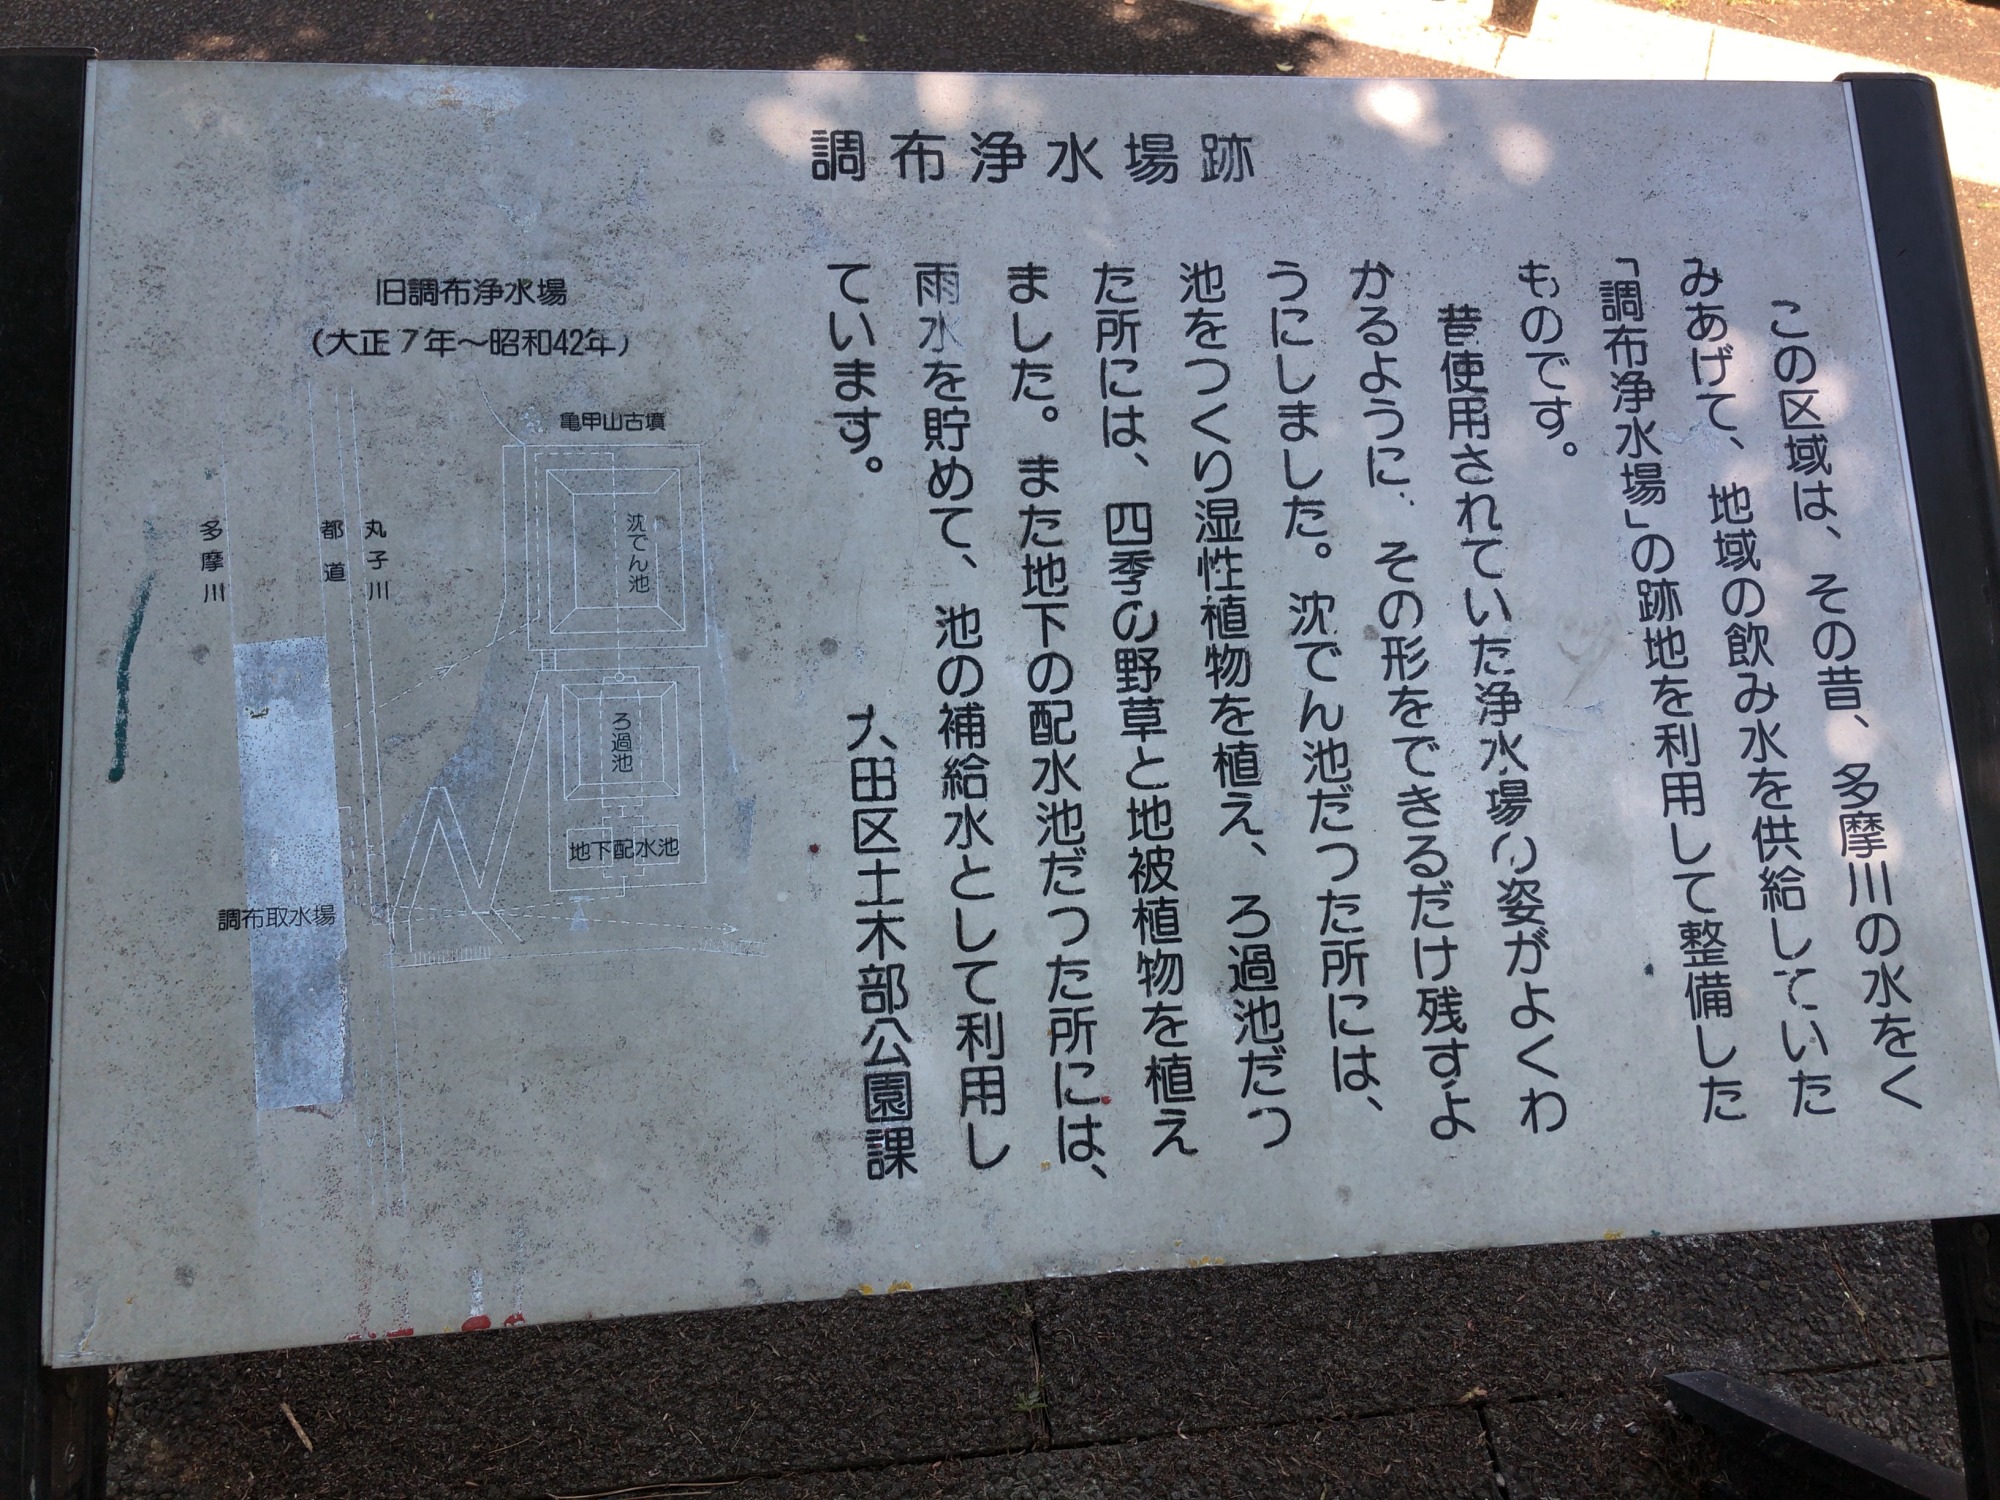 調布浄水場跡
この区域は、その昔、多摩川の水をく
みあげて、地域の飲み水を供給していた
「調布浄水場」の跡地を利用して整備した
ものです。
昔使用されていた浄水場の姿がよくわ
かるように、その形をできるだけ残すよ
うにしました。沈でん池だった所には、
池をつくり湿性植物を植え、ろ過池だっ
た所には、四季の野草と地被植物を植え
ました。また地下の配水池だった所には、
雨水を貯めて、池の補給水として利用し
ています。
大田区土木部公園課
旧調布浄水場
（大正7年～昭和42年）
亀甲山古墳
沈でん池
ろ過池
地下配水池
丸子川
都道
多摩川
調布取水場